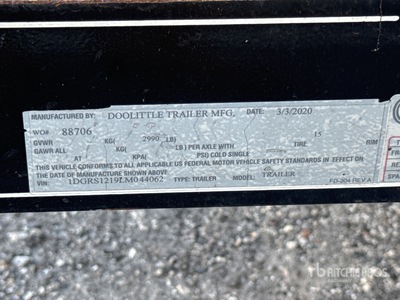 MANUFACTURED BY: DOOLITTLE TRAILER MFG. DATE: 3/3/2020
WO# 88706
GVWR KG( 2990 LB) 15
GAWR ALL KG( LB) PER AXLE WITH TIRE RIM
AT KPA( PSI) COLD SINGLE
THIS VEHICLE CONFORMS TO ALL APPLICABLE US FEDERAL MOTOR VEHICLE SAFETY STANDARDS IN EFFECT ON
THE DATE OF MANUFACTURE SHOWN ABOVE.
VIN: 1DGRS1219LM044062 TYPE: TRAILER MODEL: TRAILER
FD-304 REV A
rb RITCHIE BROS.